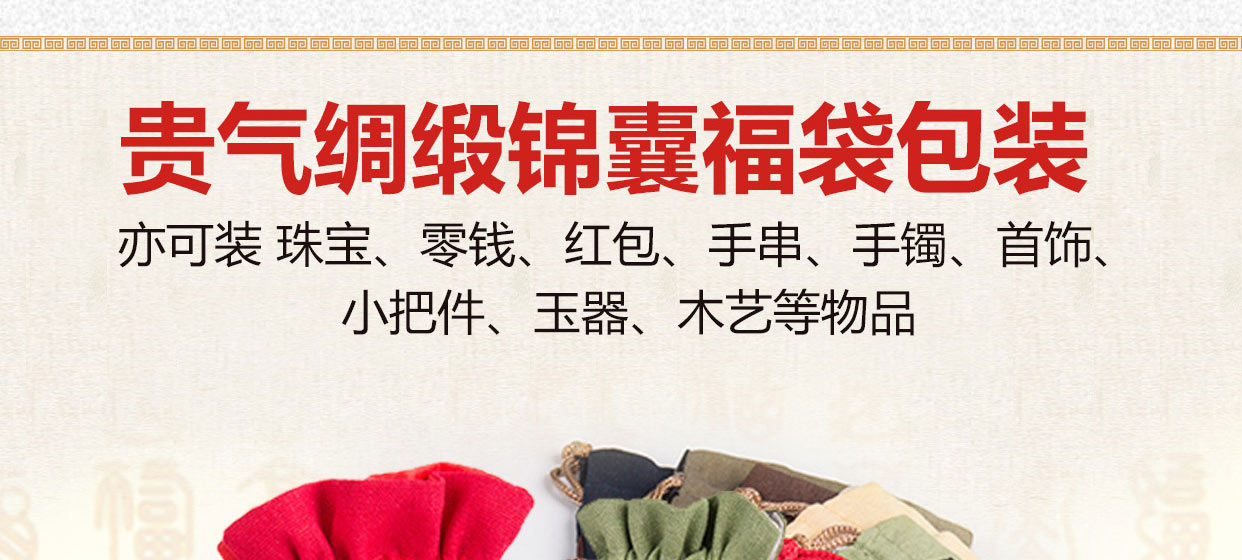 贵气绸缎锦囊福袋包装
亦可装 珠宝、零钱、红包、手串、手镯、首饰、
小把件、玉器、木艺等物品